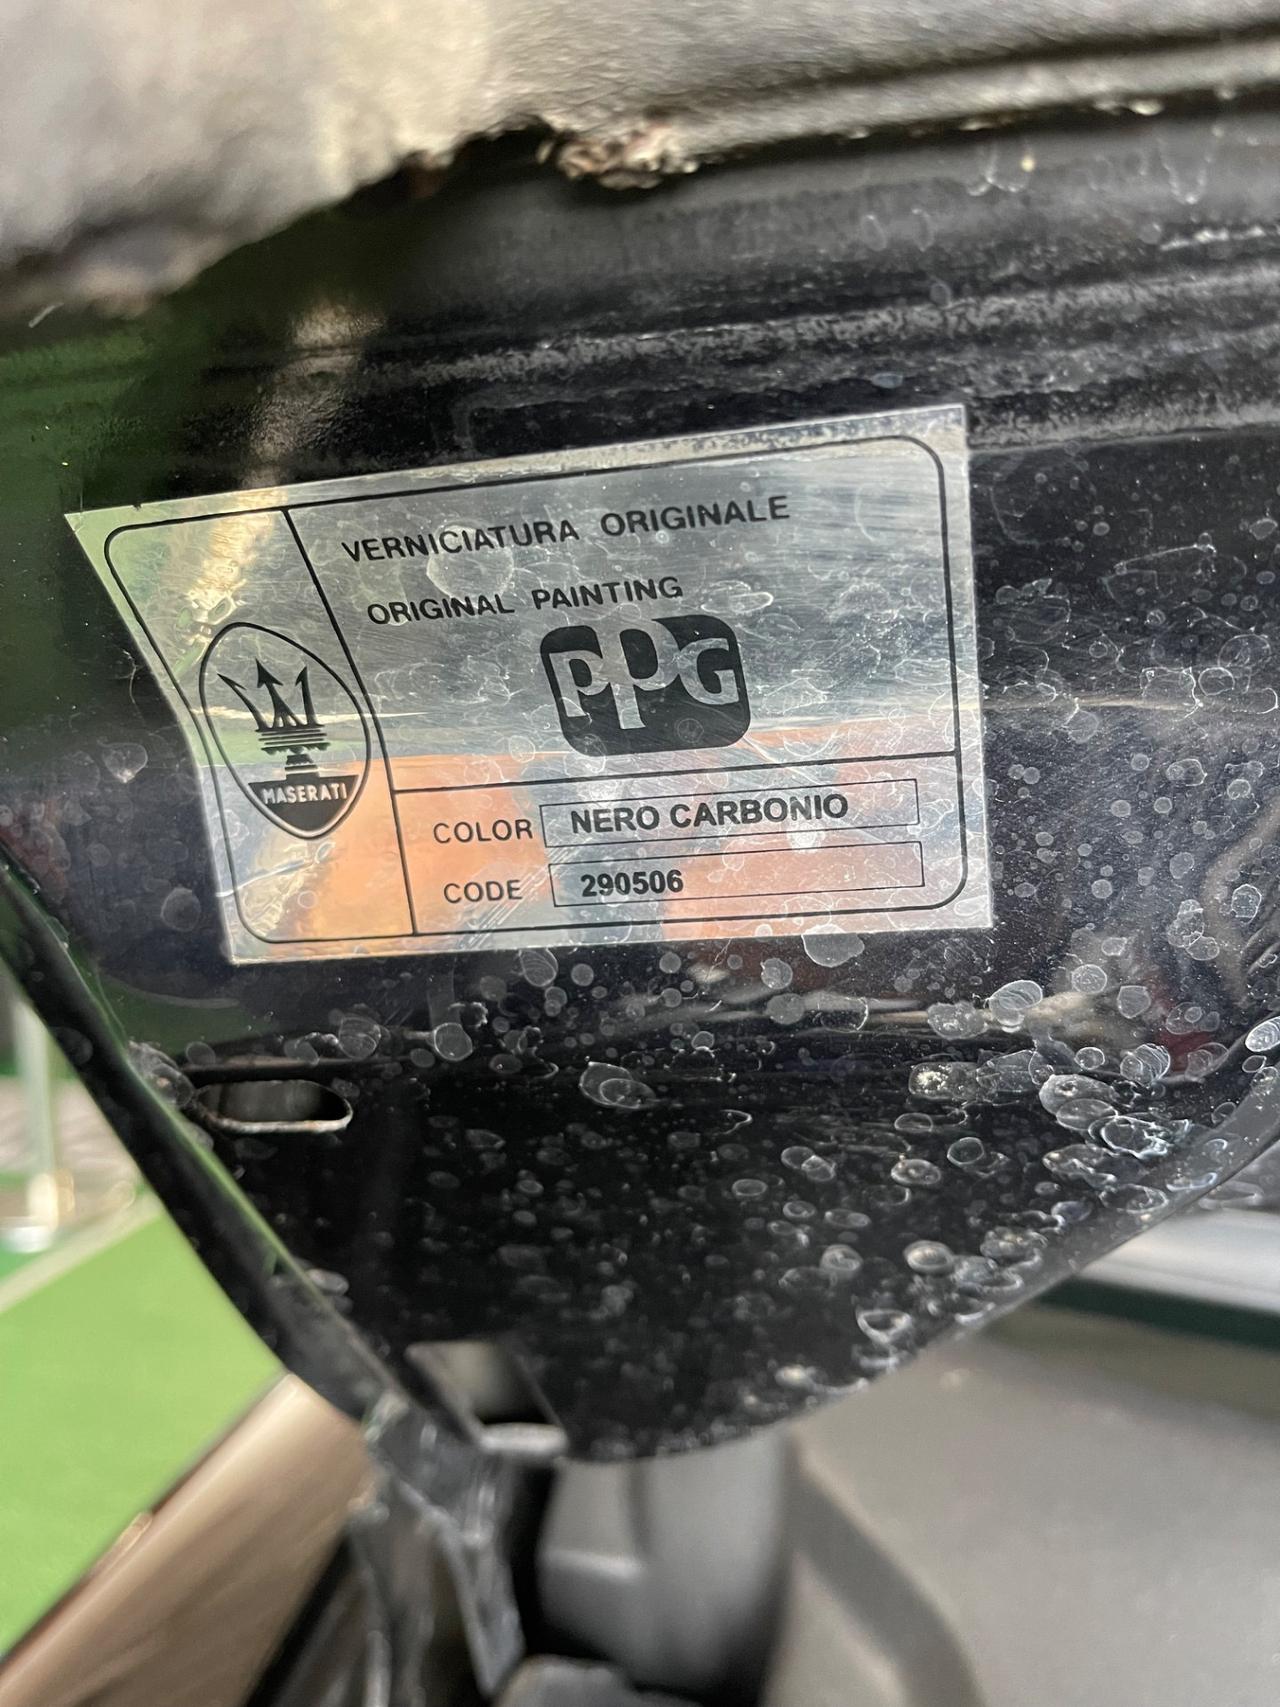 VERNICIATURA ORIGINALE
ORIGINAL PAINTING
PPG
MASERATI
COLOR NERO CARBONIO
CODE 290506